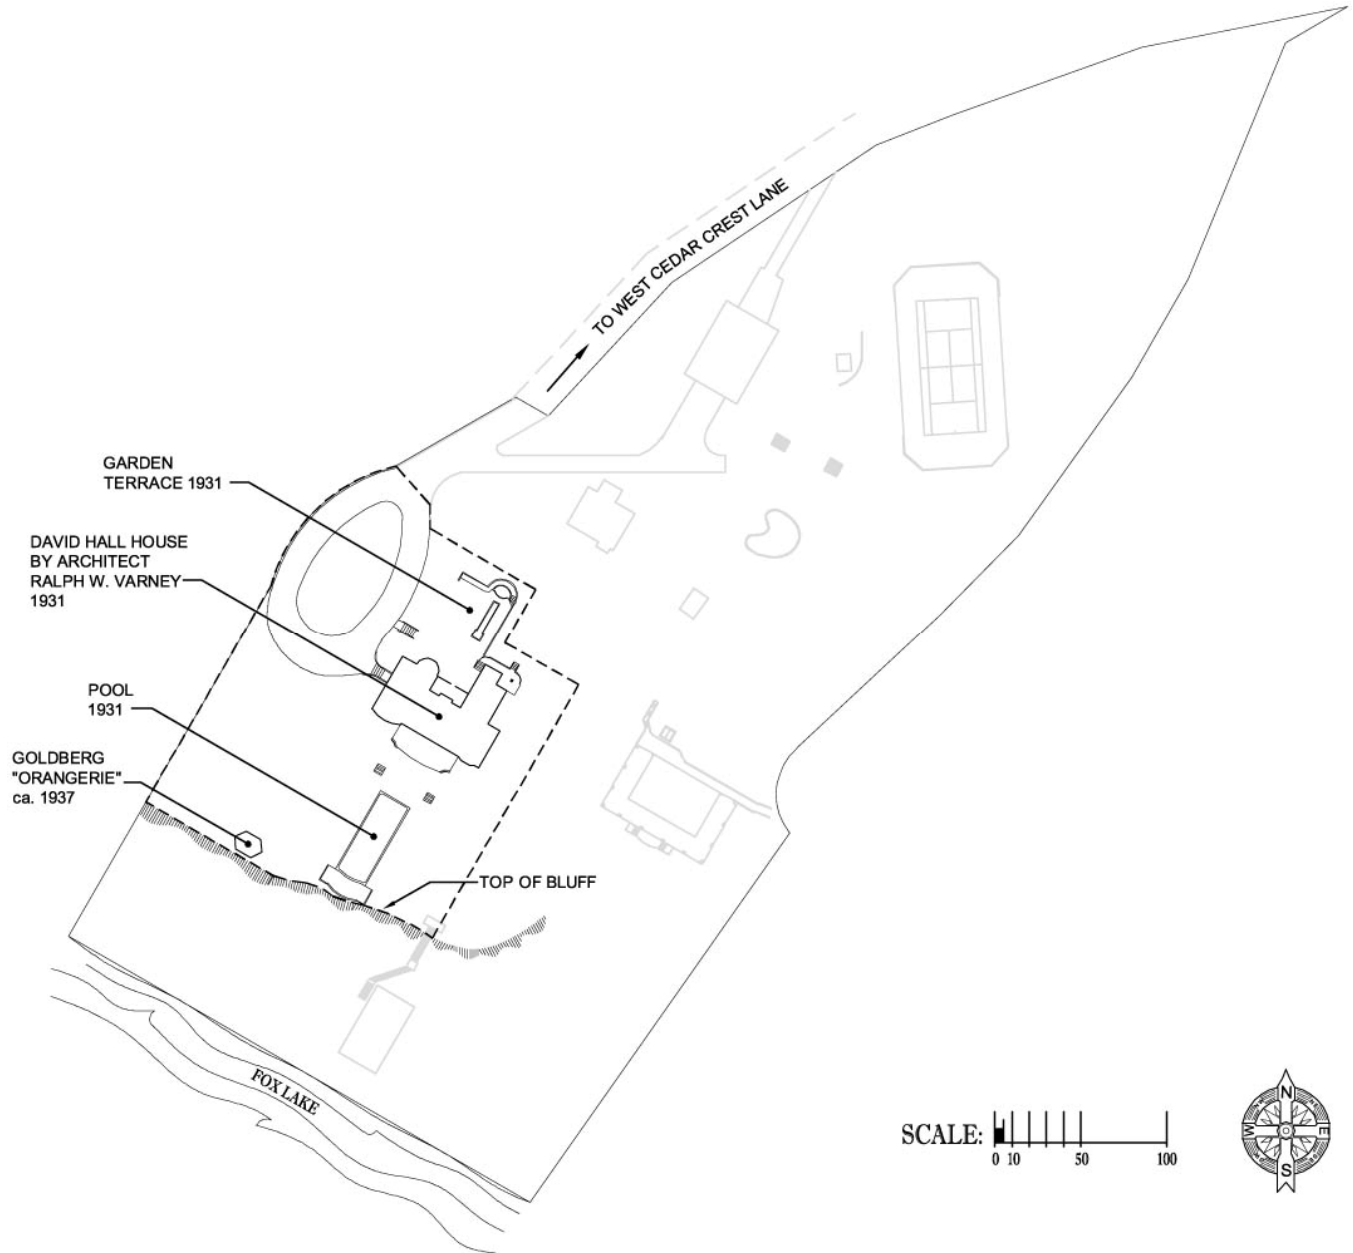 TO WEST CEDAR CREST LANE
GARDEN
TERRACE 1931
DAVID HALL HOUSE
BY ARCHITECT
RALPH W. VARNEY
1931
POOL
1931
GOLDBERG
"ORANGERIE"
ca. 1937
TOP OF BLUFF
FOX LAKE
SCALE:
0 10 50 100
N
W E
S